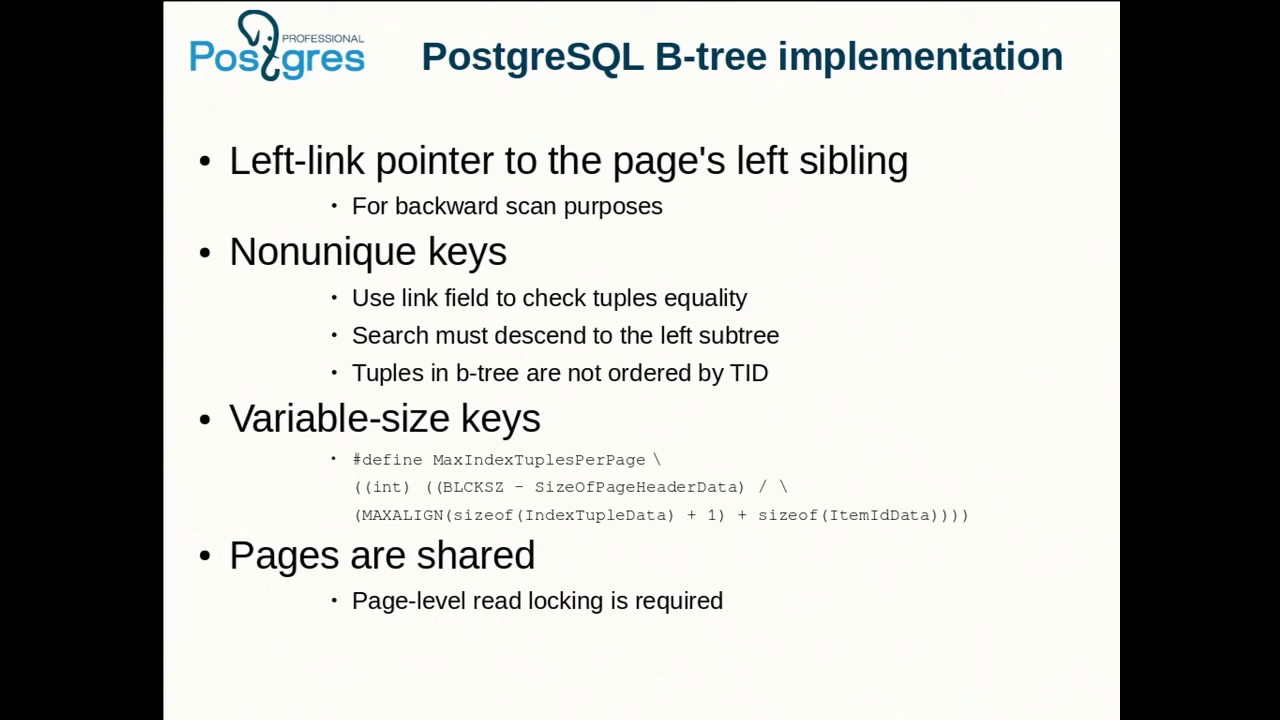 PROFESSIONAL
Postgres
PostgreSQL B-tree implementation
• Left-link pointer to the page's left sibling
• For backward scan purposes
• Nonunique keys
• Use link field to check tuples equality
• Search must descend to the left subtree
• Tuples in b-tree are not ordered by TID
• Variable-size keys
• #define MaxIndexTuplesPerPage \
((int) ((BLCKSZ – SizeOfPageHeaderData) / \
(MAXALIGN(sizeof(IndexTupleData) + 1) + sizeof(ItemIdData))))
• Pages are shared
• Page-level read locking is required